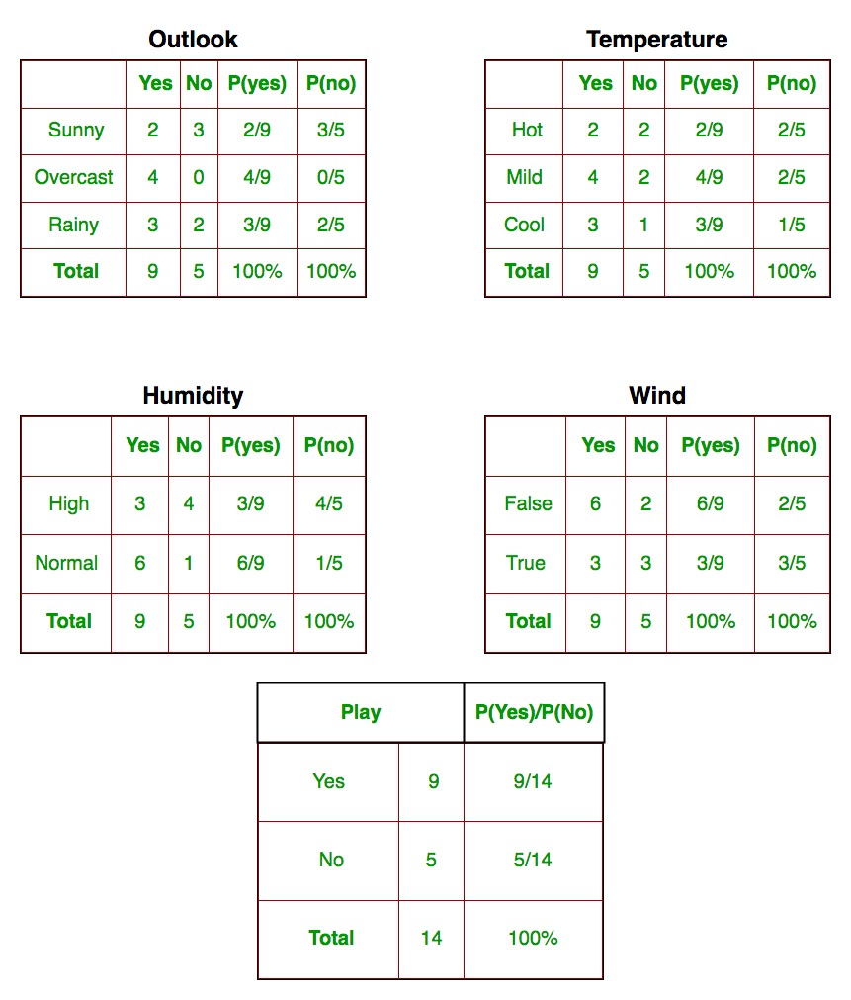 Outlook
Yes No P(yes) P(no)
Sunny 2 3 2/9 3/5
Overcast 4 0 4/9 0/5
Rainy 3 2 3/9 2/5
Total 9 5 100% 100%
Temperature
Yes No P(yes) P(no)
Hot 2 2 2/9 2/5
Mild 4 2 4/9 2/5
Cool 3 1 3/9 1/5
Total 9 5 100% 100%
Humidity
Yes No P(yes) P(no)
High 3 4 3/9 4/5
Normal 6 1 6/9 1/5
Total 9 5 100% 100%
Wind
Yes No P(yes) P(no)
False 6 2 6/9 2/5
True 3 3 3/9 3/5
Total 9 5 100% 100%
Play P(Yes)/P(No)
Yes 9 9/14
No 5 5/14
Total 14 100%